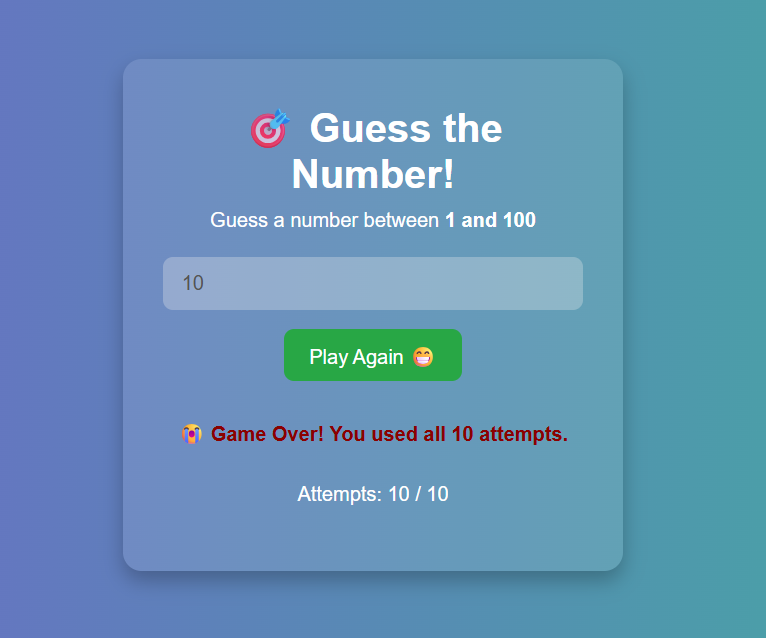 🎯 Guess the
Number!
Guess a number between 1 and 100
10
Play Again 😁
😭 Game Over! You used all 10 attempts.
Attempts: 10 / 10